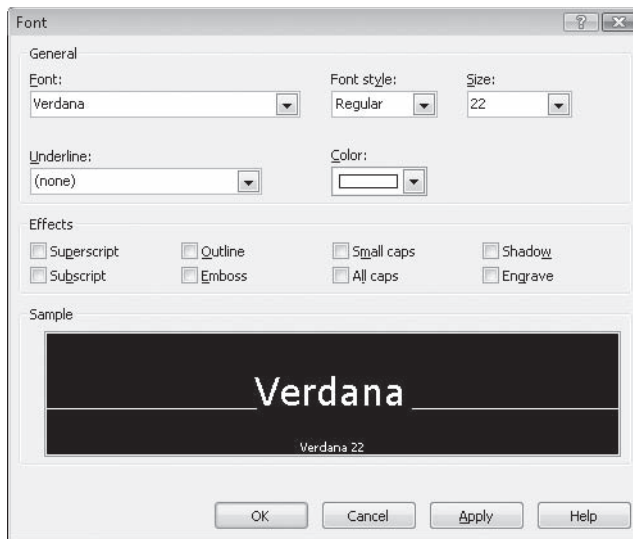 Font
General
Font: Font style: Size:
Verdana Regular 22
Underline: Color:
(none)
Effects
Superscript Outline Small caps Shadow
Subscript Emboss All caps Engrave
Sample
Verdana
Verdana 22
OK Cancel Apply Help